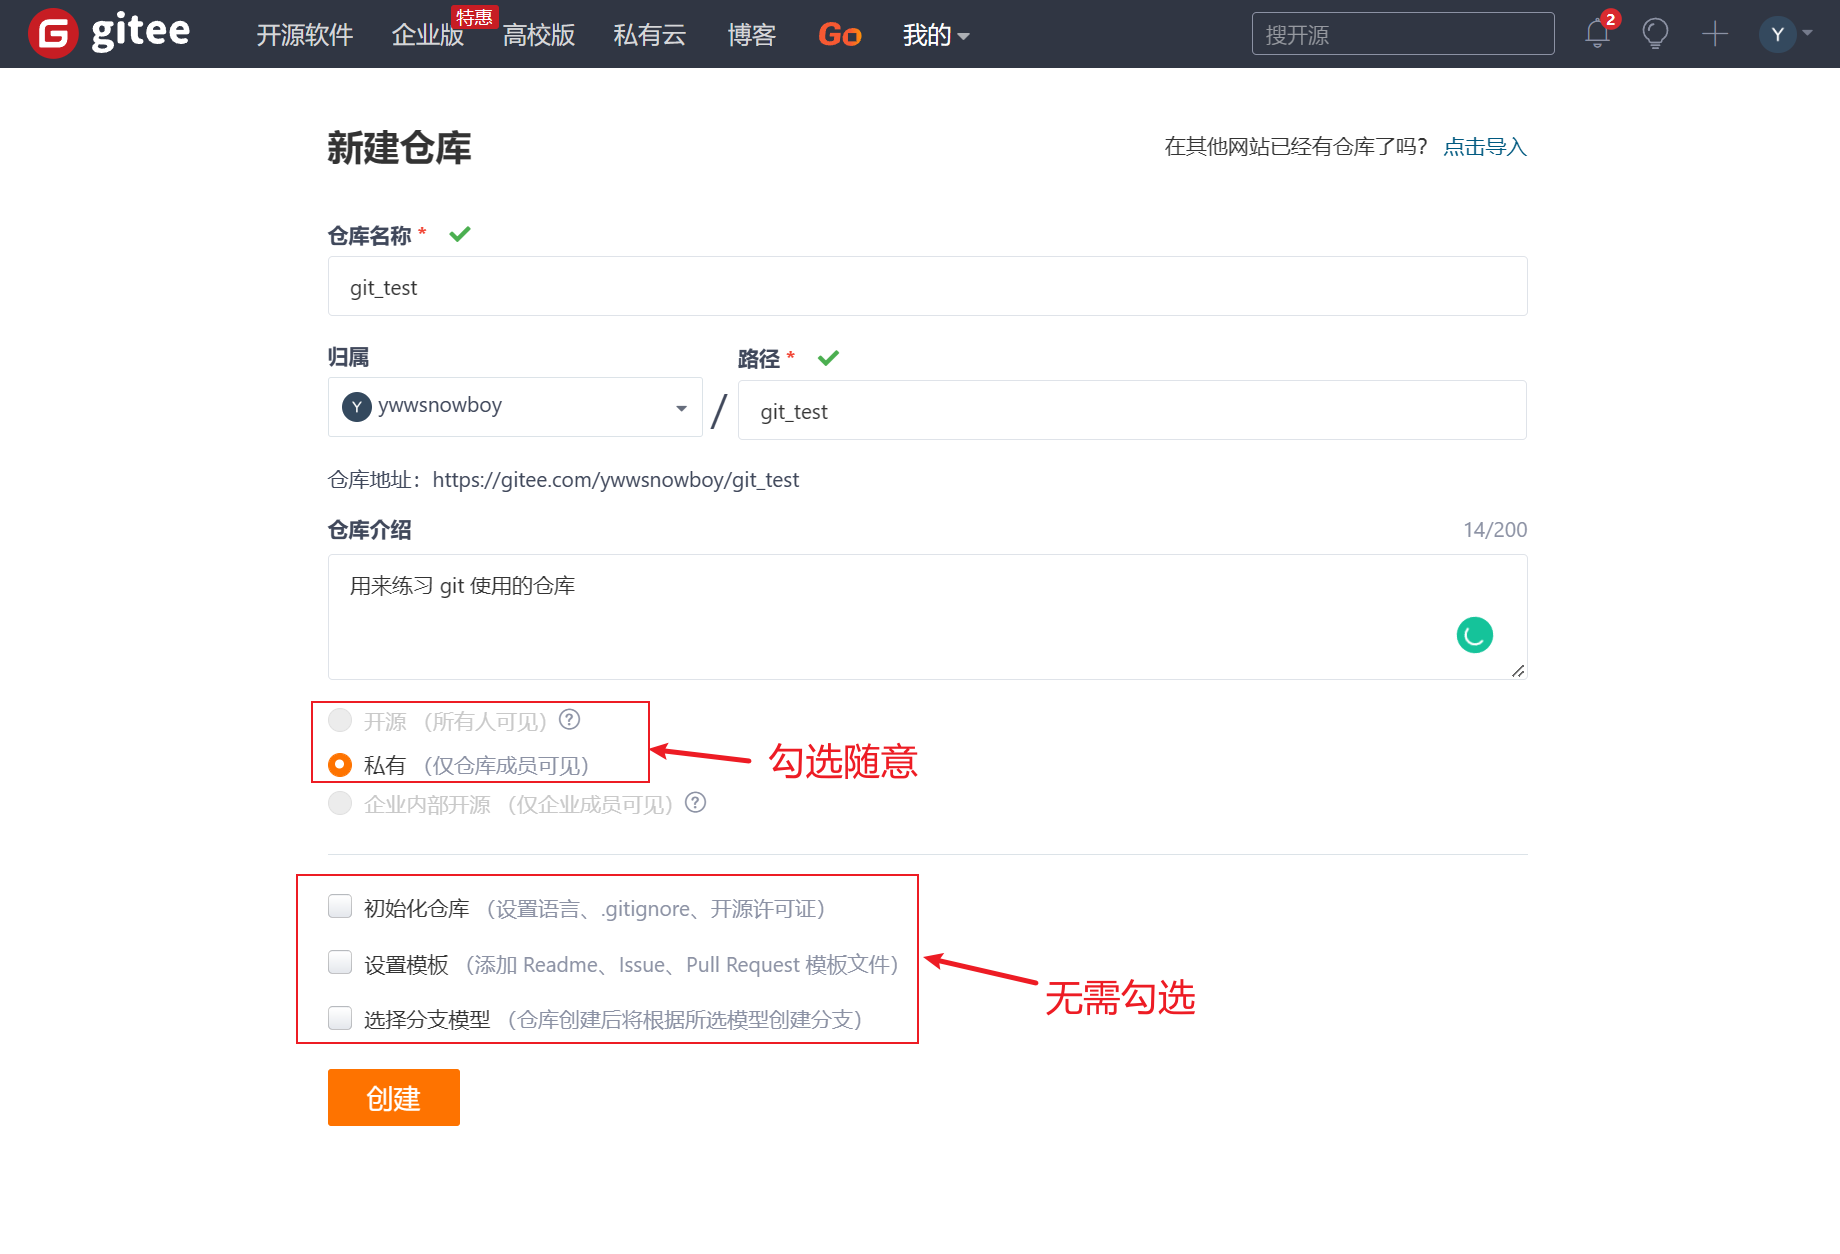 gitee 开源软件 企业版 特惠 高校版 私有云 博客 Go 我的 搜开源 2 Y
新建仓库 在其他网站已经有仓库了吗? 点击导入
仓库名称 *
git_test
归属 路径 *
Y ywwsnowboy / git_test
仓库地址：https://gitee.com/ywwsnowboy/git_test
仓库介绍 14/200
用来练习 git 使用的仓库
开源 （所有人可见） ?
私有 （仅仓库成员可见）
勾选随意
企业内部开源 （仅企业成员可见） ?
初始化仓库 （设置语言、.gitignore、开源许可证）
设置模板 （添加 Readme、Issue、Pull Request 模板文件）
无需勾选
选择分支模型 （仓库创建后将根据所选模型创建分支）
创建